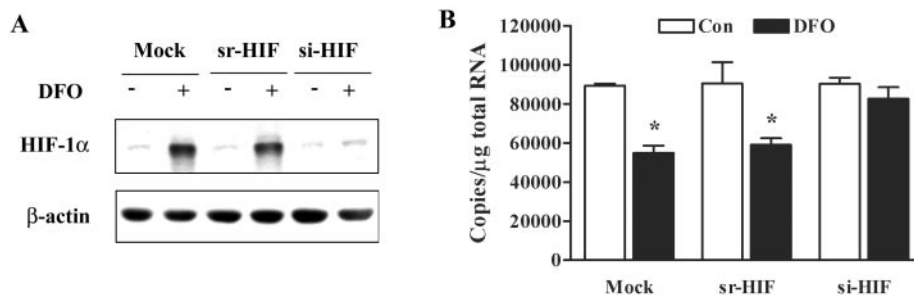 A
Mock sr-HIF si-HIF
DFO - + - + - +
HIF-1α
β-actin
B
Con DFO
Copies/µg total RNA
120000
100000
80000
60000
40000
20000
0
* *
Mock sr-HIF si-HIF